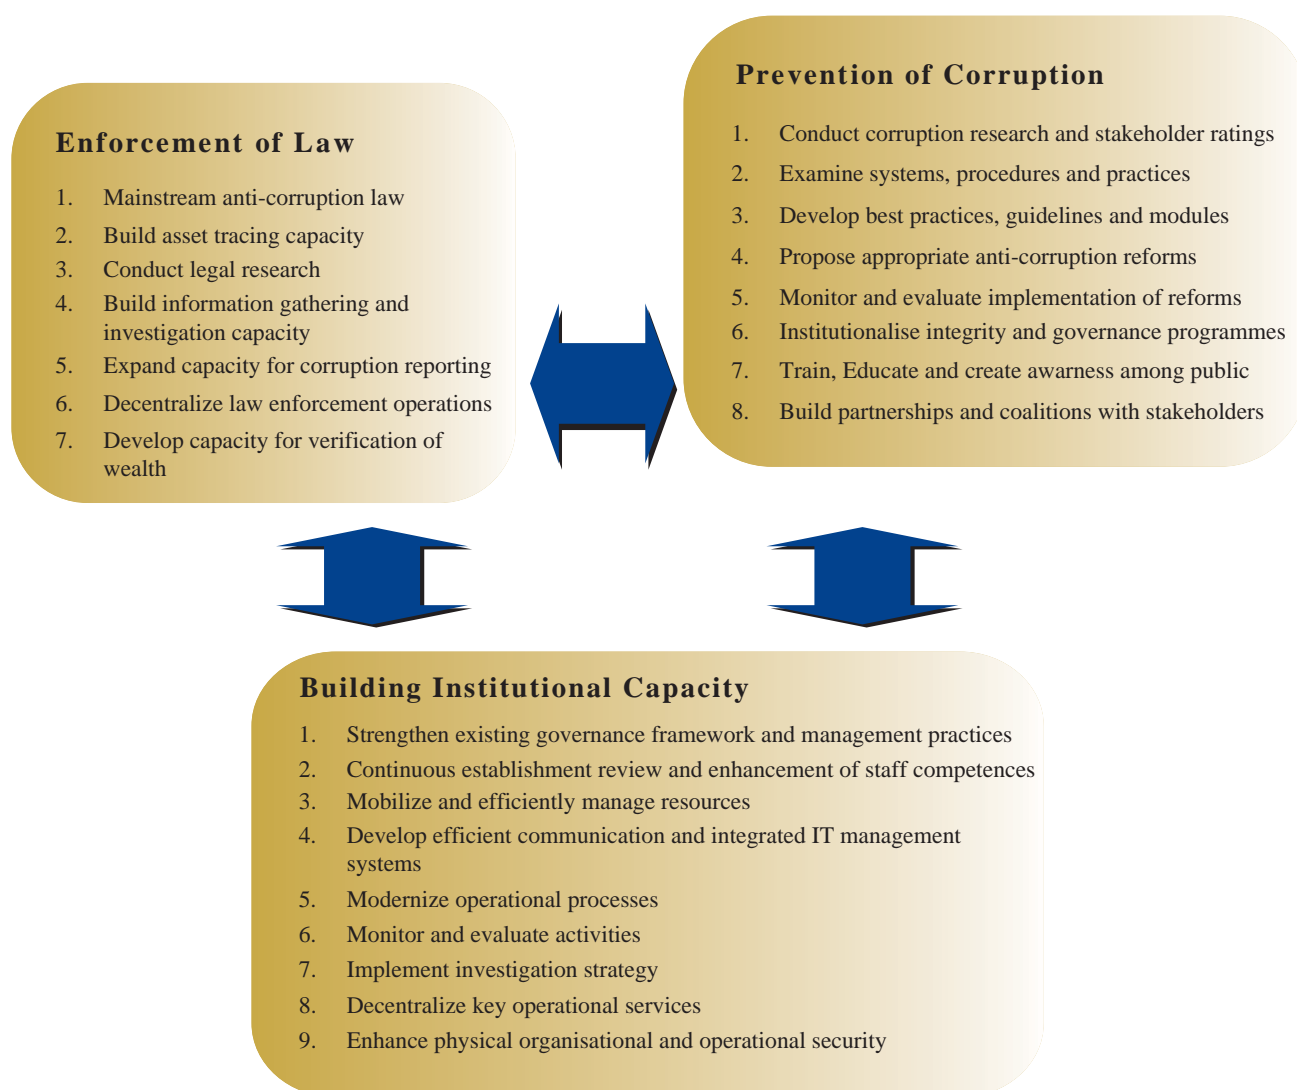 Enforcement of Law
1. Mainstream anti-corruption law
2. Build asset tracing capacity
3. Conduct legal research
4. Build information gathering and
investigation capacity
5. Expand capacity for corruption reporting
6. Decentralize law enforcement operations
7. Develop capacity for verification of
wealth
Prevention of Corruption
1. Conduct corruption research and stakeholder ratings
2. Examine systems, procedures and practices
3. Develop best practices, guidelines and modules
4. Propose appropriate anti-corruption reforms
5. Monitor and evaluate implementation of reforms
6. Institutionalise integrity and governance programmes
7. Train, Educate and create awarness among public
8. Build partnerships and coalitions with stakeholders
Building Institutional Capacity
1. Strengthen existing governance framework and management practices
2. Continuous establishment review and enhancement of staff competences
3. Mobilize and efficiently manage resources
4. Develop efficient communication and integrated IT management
systems
5. Modernize operational processes
6. Monitor and evaluate activities
7. Implement investigation strategy
8. Decentralize key operational services
9. Enhance physical organisational and operational security